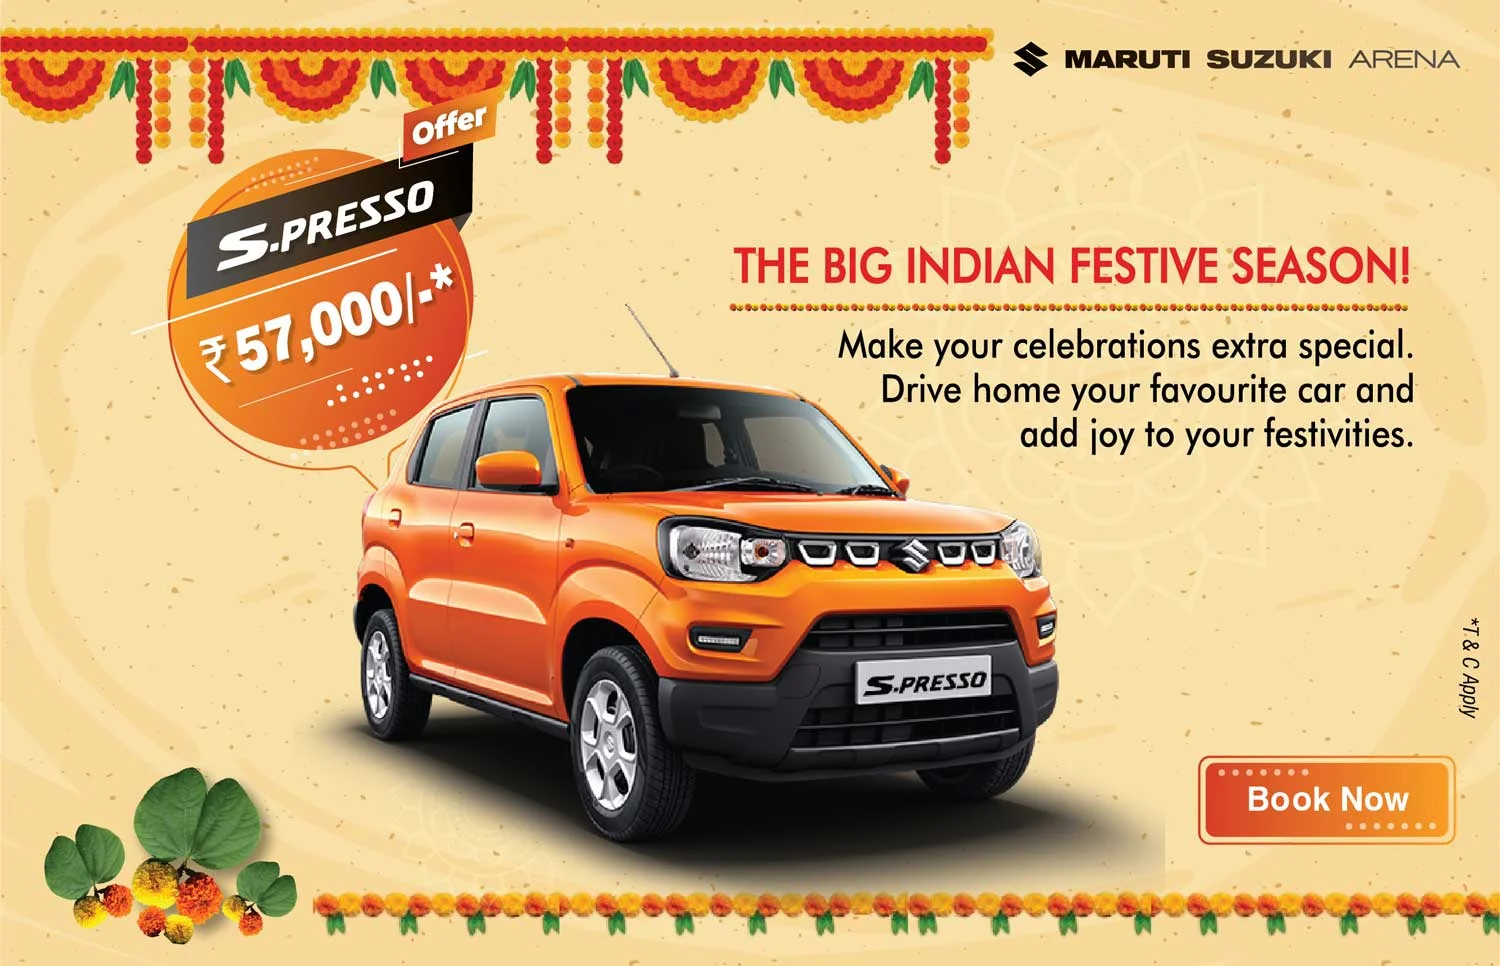 MARUTI SUZUKI ARENA
Offer
S.PRESSO
₹57,000/-*
THE BIG INDIAN FESTIVE SEASON!
Make your celebrations extra special.
Drive home your favourite car and
add joy to your festivities.
S.PRESSO
*T & C Apply
Book Now